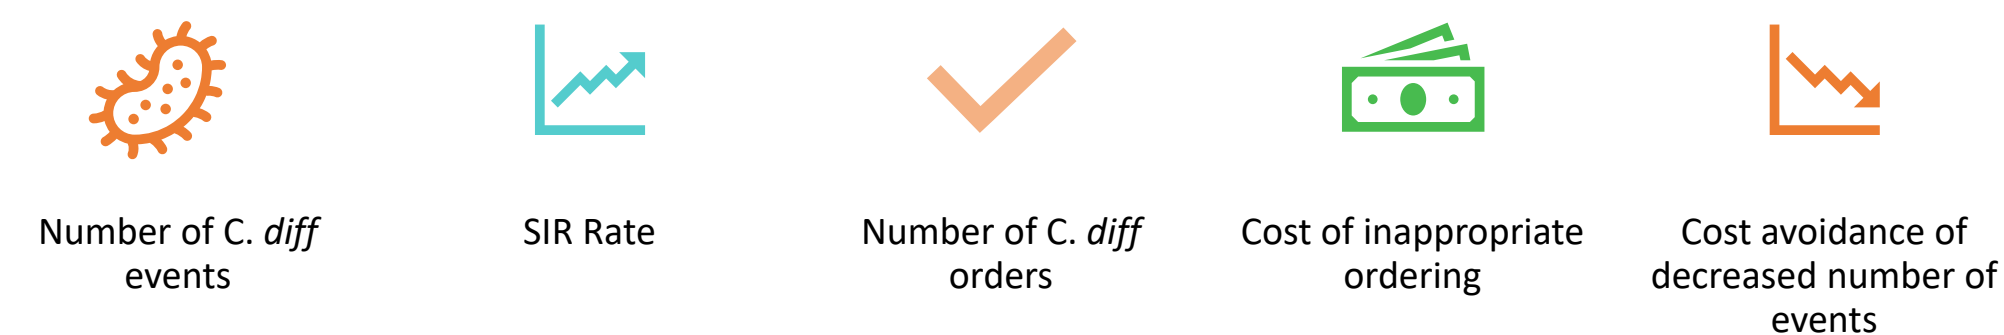 Number of C. diff
events
SIR Rate
Number of C. diff
orders
Cost of inappropriate
ordering
Cost avoidance of
decreased number of
events